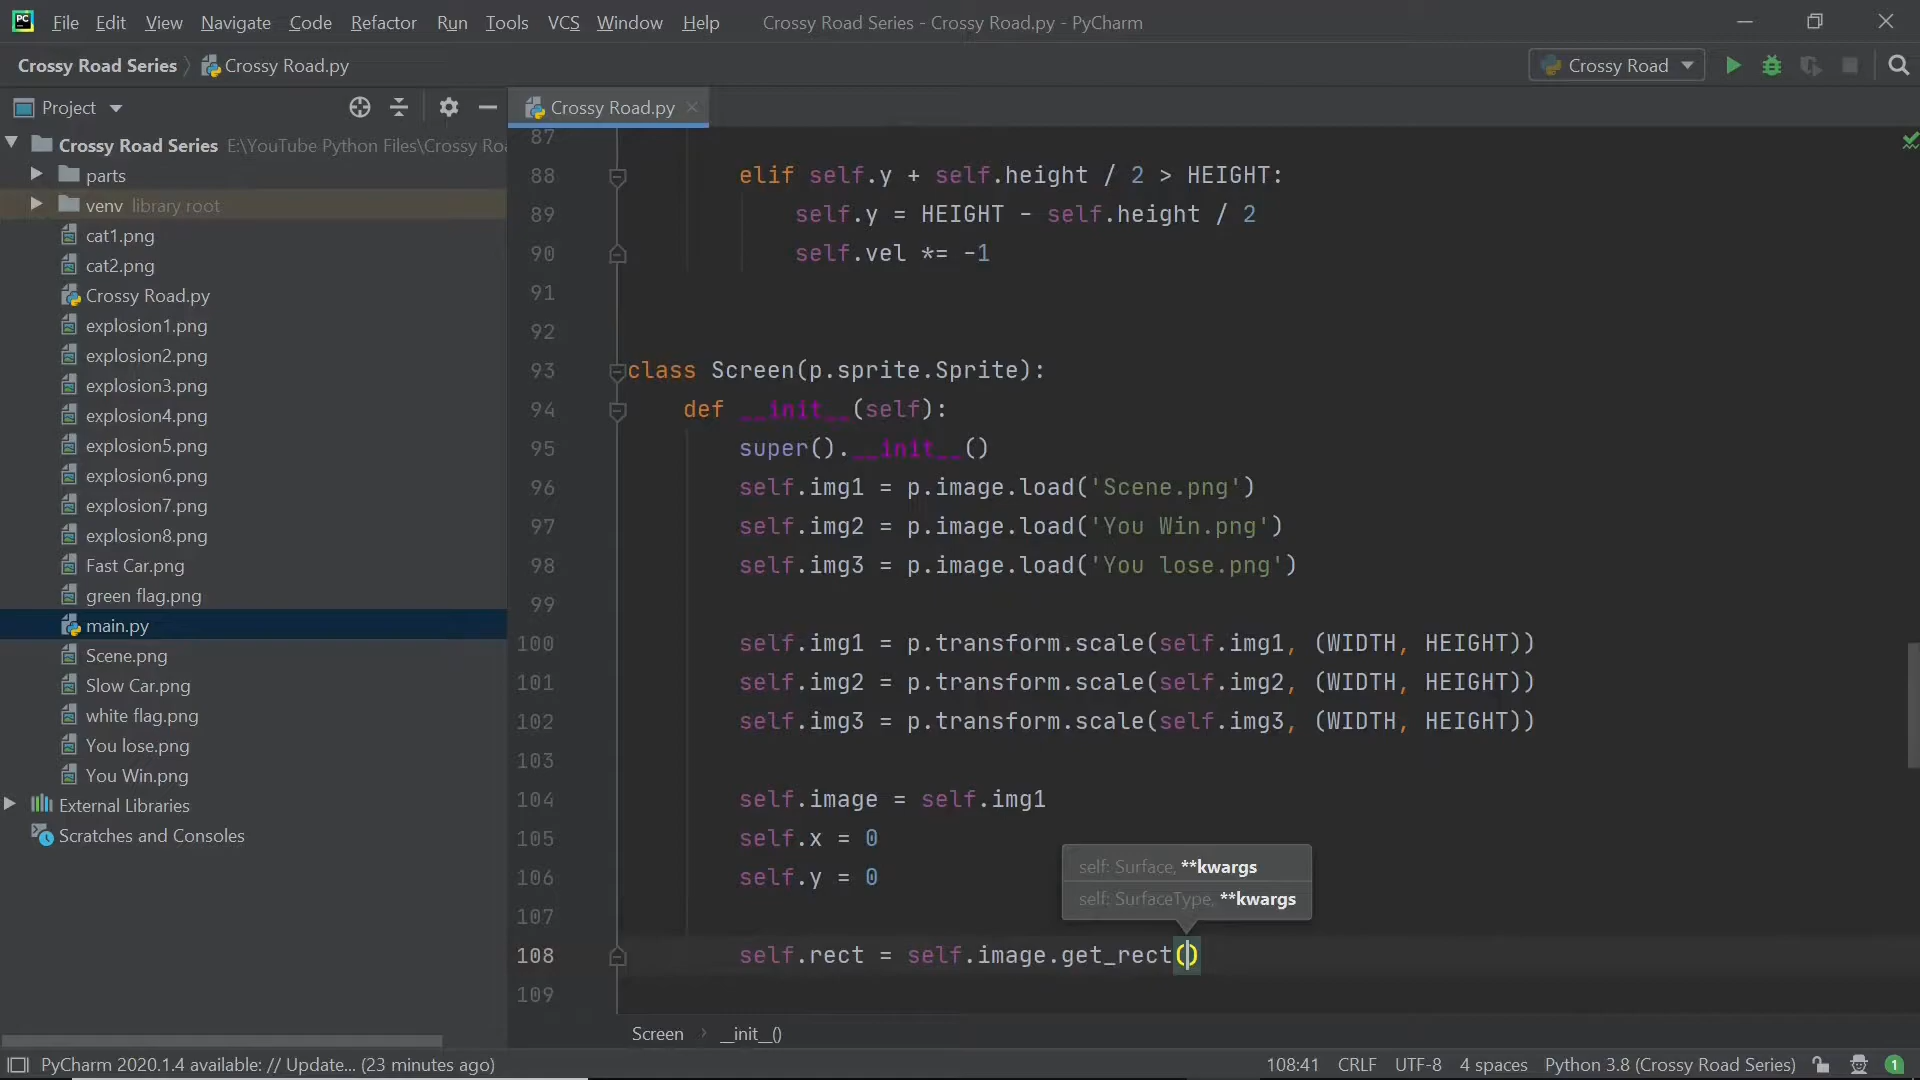 File Edit View Navigate Code Refactor Run Tools VCS Window Help Crossy Road Series - Crossy Road.py - PyCharm
Crossy Road Series Crossy Road.py Crossy Road
Project
Crossy Road.py
Crossy Road Series E:\YouTube Python Files\Crossy Ro
parts
venv library root
cat1.png
cat2.png
Crossy Road.py
explosion1.png
explosion2.png
explosion3.png
explosion4.png
explosion5.png
explosion6.png
explosion7.png
explosion8.png
Fast Car.png
green flag.png
main.py
Scene.png
Slow Car.png
white flag.png
You lose.png
You Win.png
External Libraries
Scratches and Consoles
87
88 elif self.y + self.height / 2 > HEIGHT:
89 self.y = HEIGHT - self.height / 2
90 self.vel *= -1
91
92
93 class Screen(p.sprite.Sprite):
94 def __init__(self):
95 super().__init__()
96 self.img1 = p.image.load('Scene.png')
97 self.img2 = p.image.load('You Win.png')
98 self.img3 = p.image.load('You lose.png')
99
100 self.img1 = p.transform.scale(self.img1, (WIDTH, HEIGHT))
101 self.img2 = p.transform.scale(self.img2, (WIDTH, HEIGHT))
102 self.img3 = p.transform.scale(self.img3, (WIDTH, HEIGHT))
103
104 self.image = self.img1
105 self.x = 0
106 self.y = 0
107
self: Surface, **kwargs
self: SurfaceType, **kwargs
108 self.rect = self.image.get_rect()
109
Screen __init__()
PyCharm 2020.1.4 available: // Update... (23 minutes ago) 108:41 CRLF UTF-8 4 spaces Python 3.8 (Crossy Road Series) 1